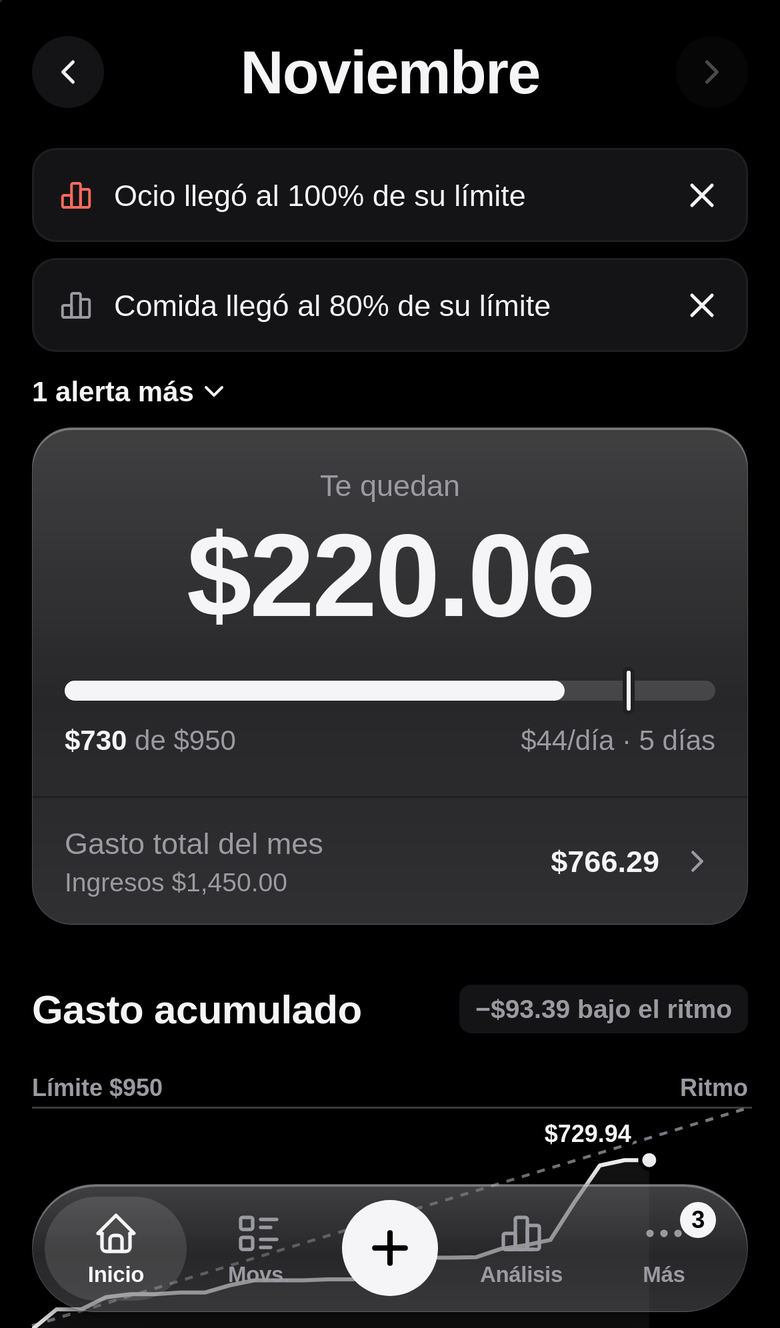 Noviembre
Ocio llegó al 100% de su límite
Comida llegó al 80% de su límite
1 alerta más
Te quedan
$220.06
$730 de $950
$44/día · 5 días
Gasto total del mes
Ingresos $1,450.00
$766.29
Gasto acumulado
−$93.39 bajo el ritmo
Límite $950
Ritmo
$729.94
3
Inicio
Movs
Análisis
Más